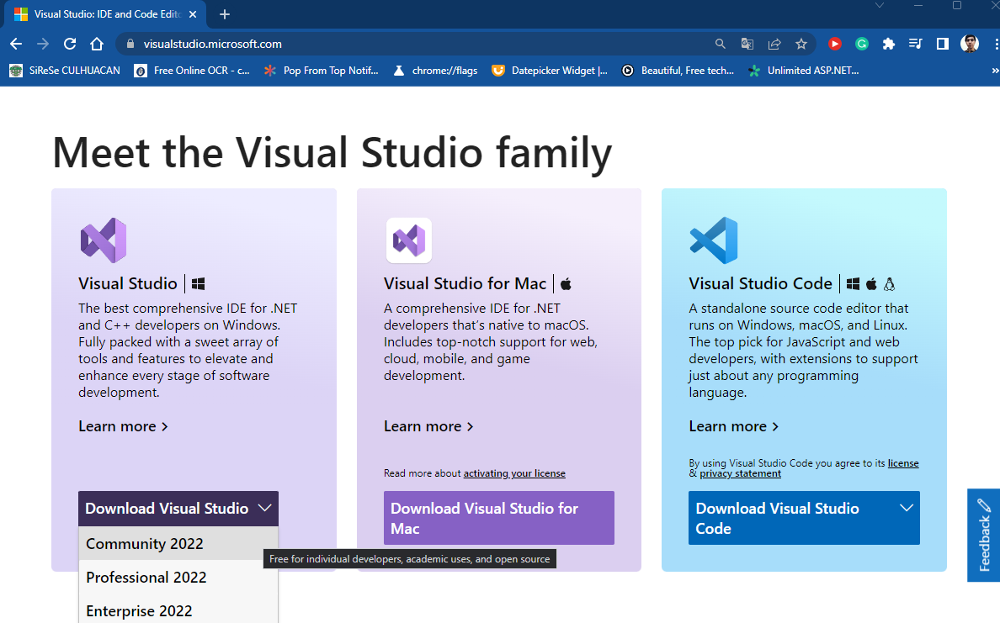 Visual Studio: IDE and Code Edito
visualstudio.microsoft.com
SiReSe CULHUACAN
Free Online OCR - c...
Pop From Top Notif...
chrome://flags
Datepicker Widget |...
Beautiful, Free tech...
Unlimited ASP.NET...
Meet the Visual Studio family
Visual Studio
The best comprehensive IDE for .NET
and C++ developers on Windows.
Fully packed with a sweet array of
tools and features to elevate and
enhance every stage of software
development.
Learn more
Download Visual Studio
Community 2022
Free for individual developers, academic uses, and open source
Professional 2022
Enterprise 2022
Visual Studio for Mac
A comprehensive IDE for .NET
developers that's native to macOS.
Includes top-notch support for web,
cloud, mobile, and game
development.
Learn more
Read more about activating your license
Download Visual Studio for
Mac
Visual Studio Code
A standalone source code editor that
runs on Windows, macOS, and Linux.
The top pick for JavaScript and web
developers, with extensions to support
just about any programming
language.
Learn more
By using Visual Studio Code you agree to its license
& privacy statement
Download Visual Studio
Code
Feedback